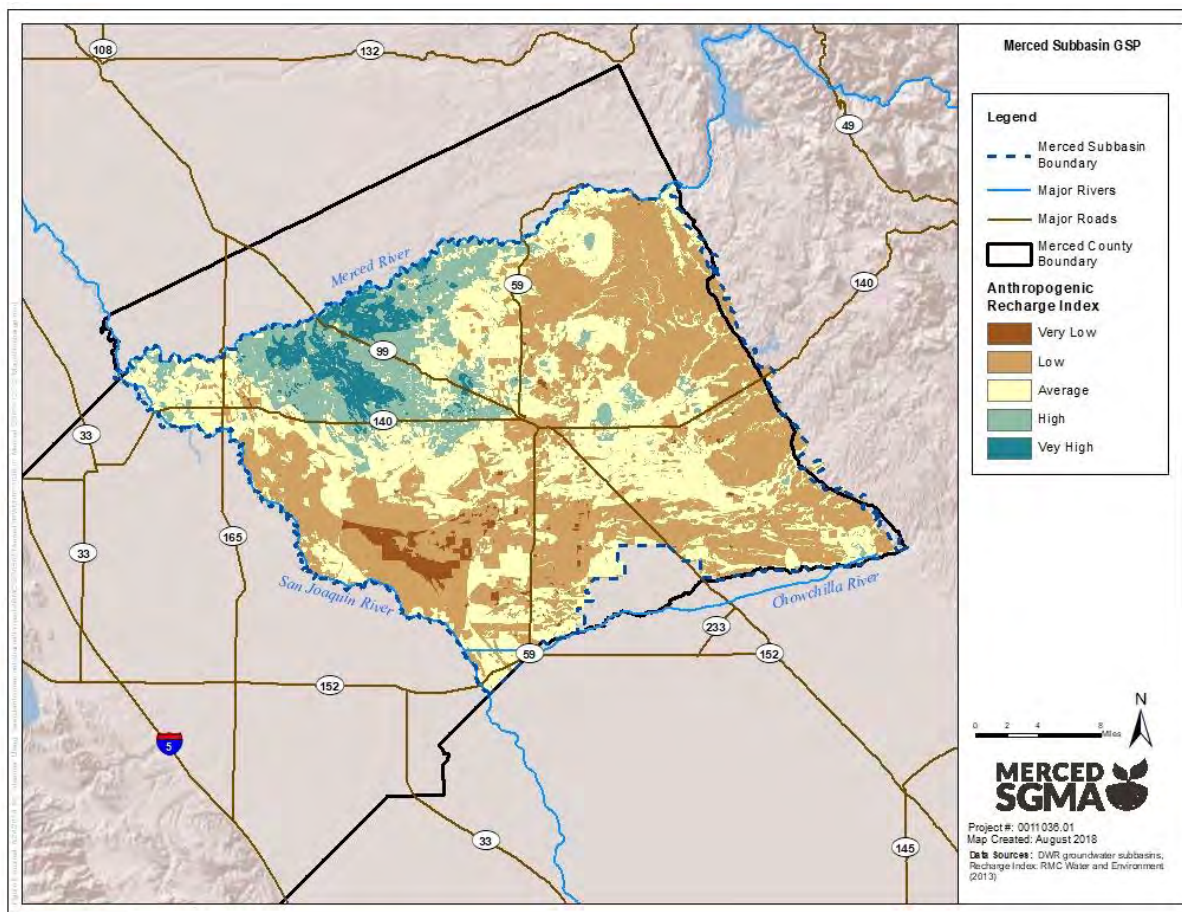 Merced Subbasin GSP
Legend
Merced Subbasin
Boundary
Major Rivers
Major Roads
Merced County
Boundary
Anthropogenic
Recharge Index
Very Low
Low
Average
High
Vey High
108
132
49
Merced River
59
140
99
140
33
165
33
San Joaquin River
Chowchilla River
233
59
152
152
5
33
145
N
0 2 4 8
Miles
MERCED
SGMA
Project #: 0011036.01
Map Created: August 2018
Data Sources: DWR groundwater subbasins,
Recharge Index: RMC Water and Environment
(2013)